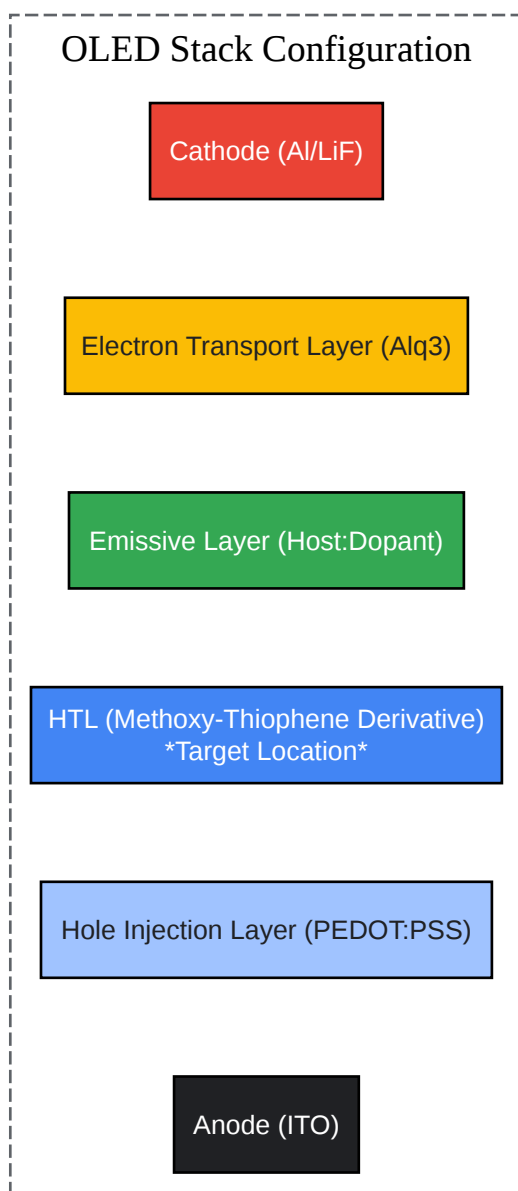 OLED Stack Configuration
Cathode (Al/LiF)
Electron Transport Layer (Alq3)
Emissive Layer (Host:Dopant)
HTL (Methoxy-Thiophene Derivative)
*Target Location*
Hole Injection Layer (PEDOT:PSS)
Anode (ITO)